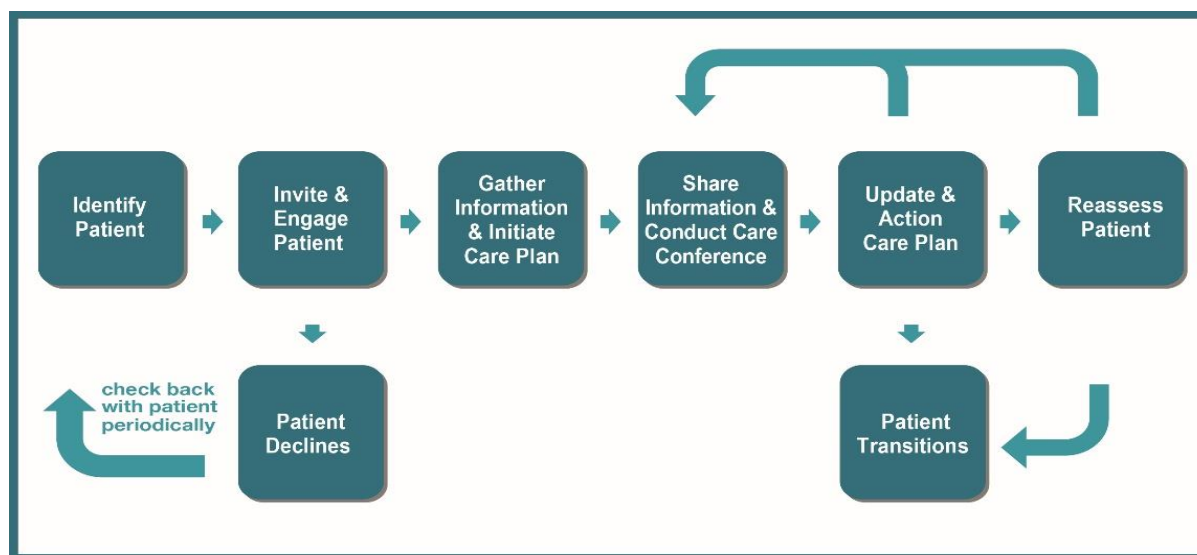 Identify
Patient
Invite &
Engage
Patient
Gather
Information
& Initiate
Care Plan
Share
Information &
Conduct Care
Conference
Update &
Action
Care Plan
Reassess
Patient
check back
with patient
periodically
Patient
Declines
Patient
Transitions